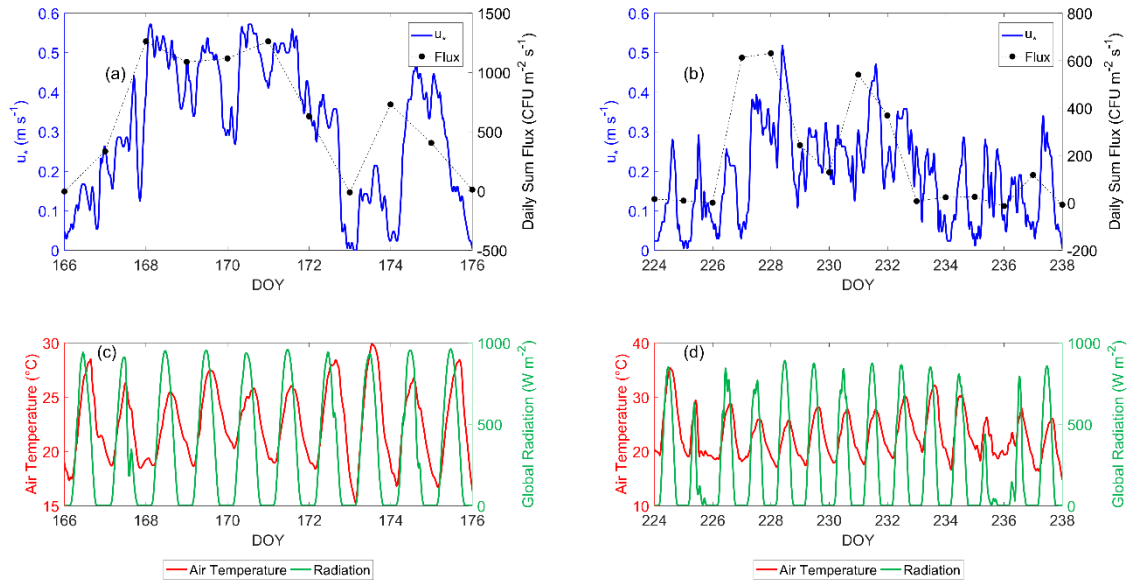 0.6
0.5
0.4
0.3
0.2
0.1
0
u* (m s-1)
(a)
u*
Flux
1500
1000
500
0
-500
Daily Sum Flux (CFU m-2 s-1)
166 168 170 172 174 176
DOY
0.6
0.5
0.4
0.3
0.2
0.1
0
u* (m s-1)
(b)
u*
Flux
800
600
400
200
0
-200
Daily Sum Flux (CFU m-2 s-1)
224 226 228 230 232 234 236 238
DOY
30
25
20
15
Air Temperature (°C)
(c)
1000
500
0
Global Radiation (W m-2)
166 168 170 172 174 176
DOY
Air Temperature Radiation
40
30
20
10
Air Temperature (°C)
(d)
1000
500
0
Global Radiation (W m-2)
224 226 228 230 232 234 236 238
DOY
Air Temperature Radiation